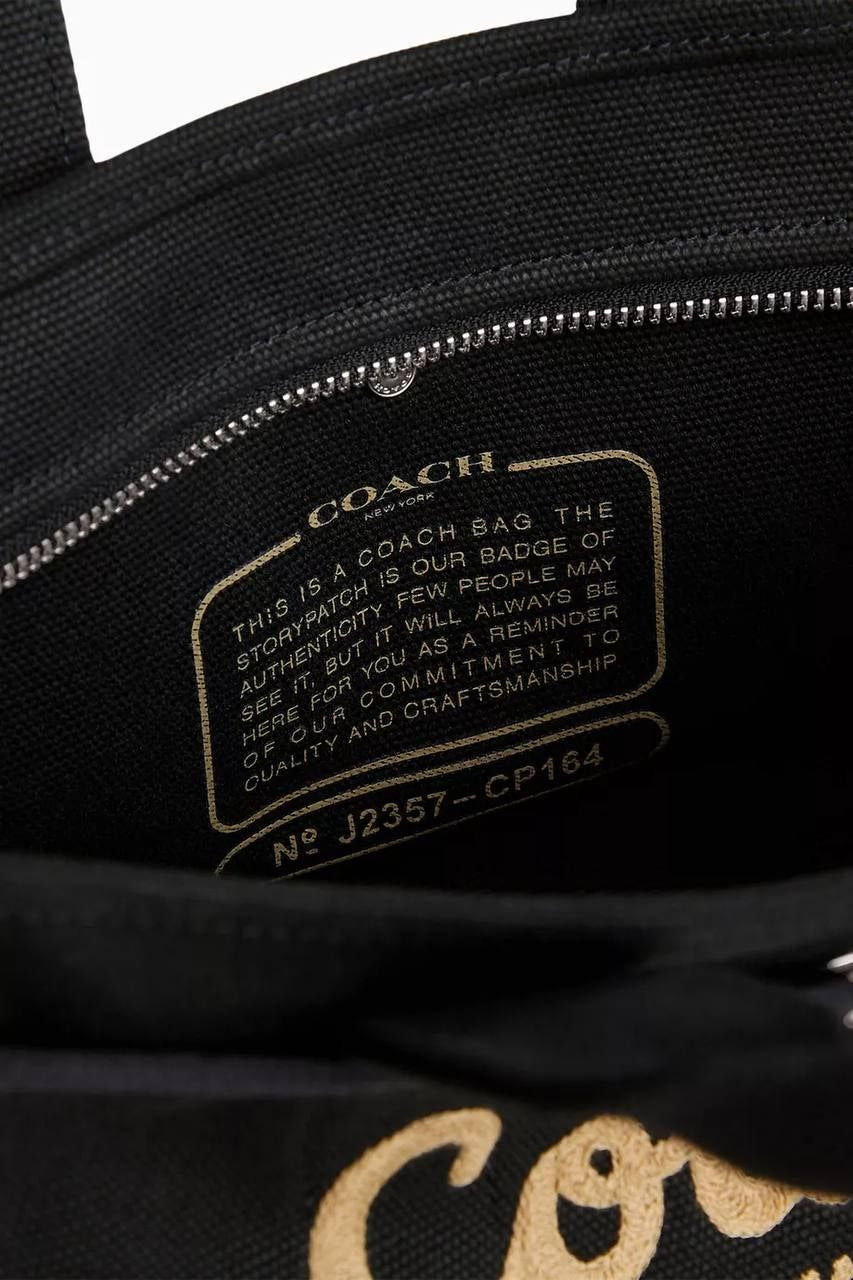 COACH
NEW YORK
THIS IS A COACH BAG THE
STORYPATCH IS OUR BADGE OF
AUTHENTICITY FEW PEOPLE MAY
SEE IT, BUT IT WILL ALWAYS BE
HERE FOR YOU AS A REMINDER
OF OUR COMMITMENT TO
QUALITY AND CRAFTSMANSHIP
Nº J2357-CP164